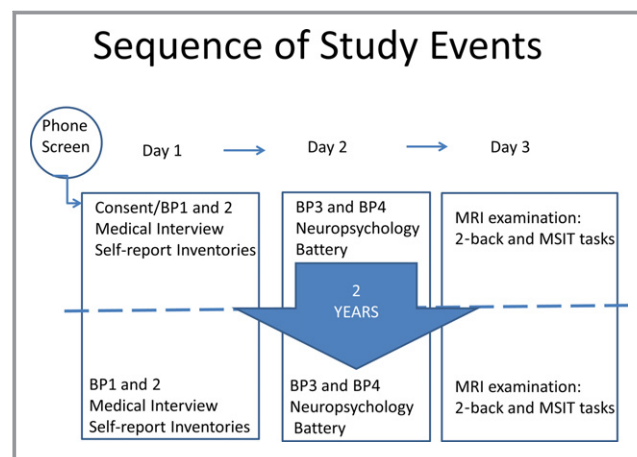 Sequence of Study Events
Phone
Screen
Day 1
Day 2
Day 3
Consent/BP1 and 2
Medical Interview
Self-report Inventories
BP3 and BP4
Neuropsychology
Battery
MRI examination:
2-back and MSIT tasks
2
YEARS
BP1 and 2
Medical Interview
Self-report Inventories
BP3 and BP4
Neuropsychology
Battery
MRI examination:
2-back and MSIT tasks